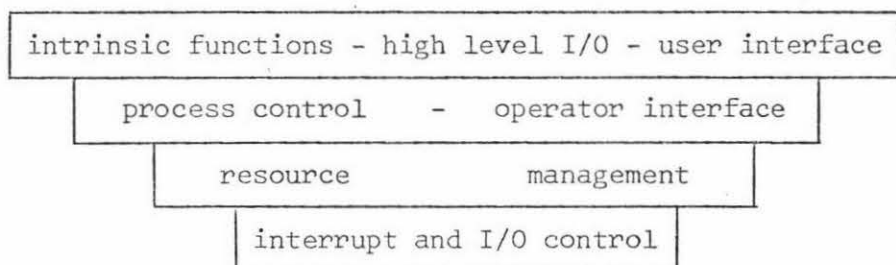 intrinsic functions - high level I/O - user interface
process control - operator interface
resource management
interrupt and I/O control